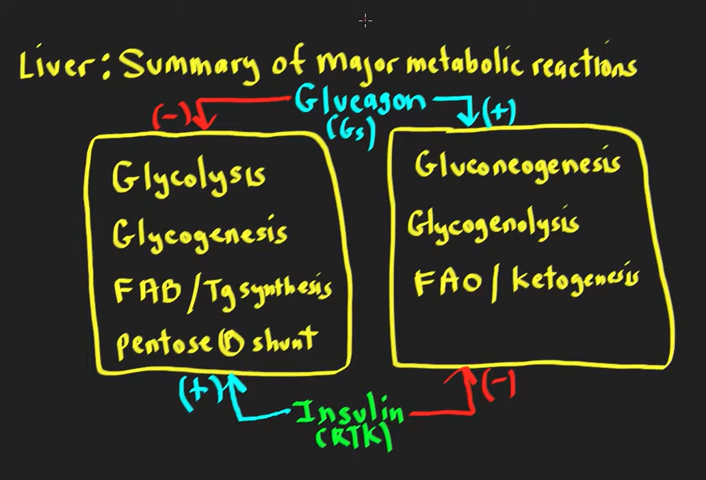 Liver: Summary of major metabolic reactions
(-) Glucagon (+)
(Gs)
Glycolysis
Glycogenesis
FAB/Tg synthesis
pentose Ⓟ shunt
Gluconeogenesis
Glycogenolysis
FAO/ketogenesis
(+) Insulin (-)
(RTK)